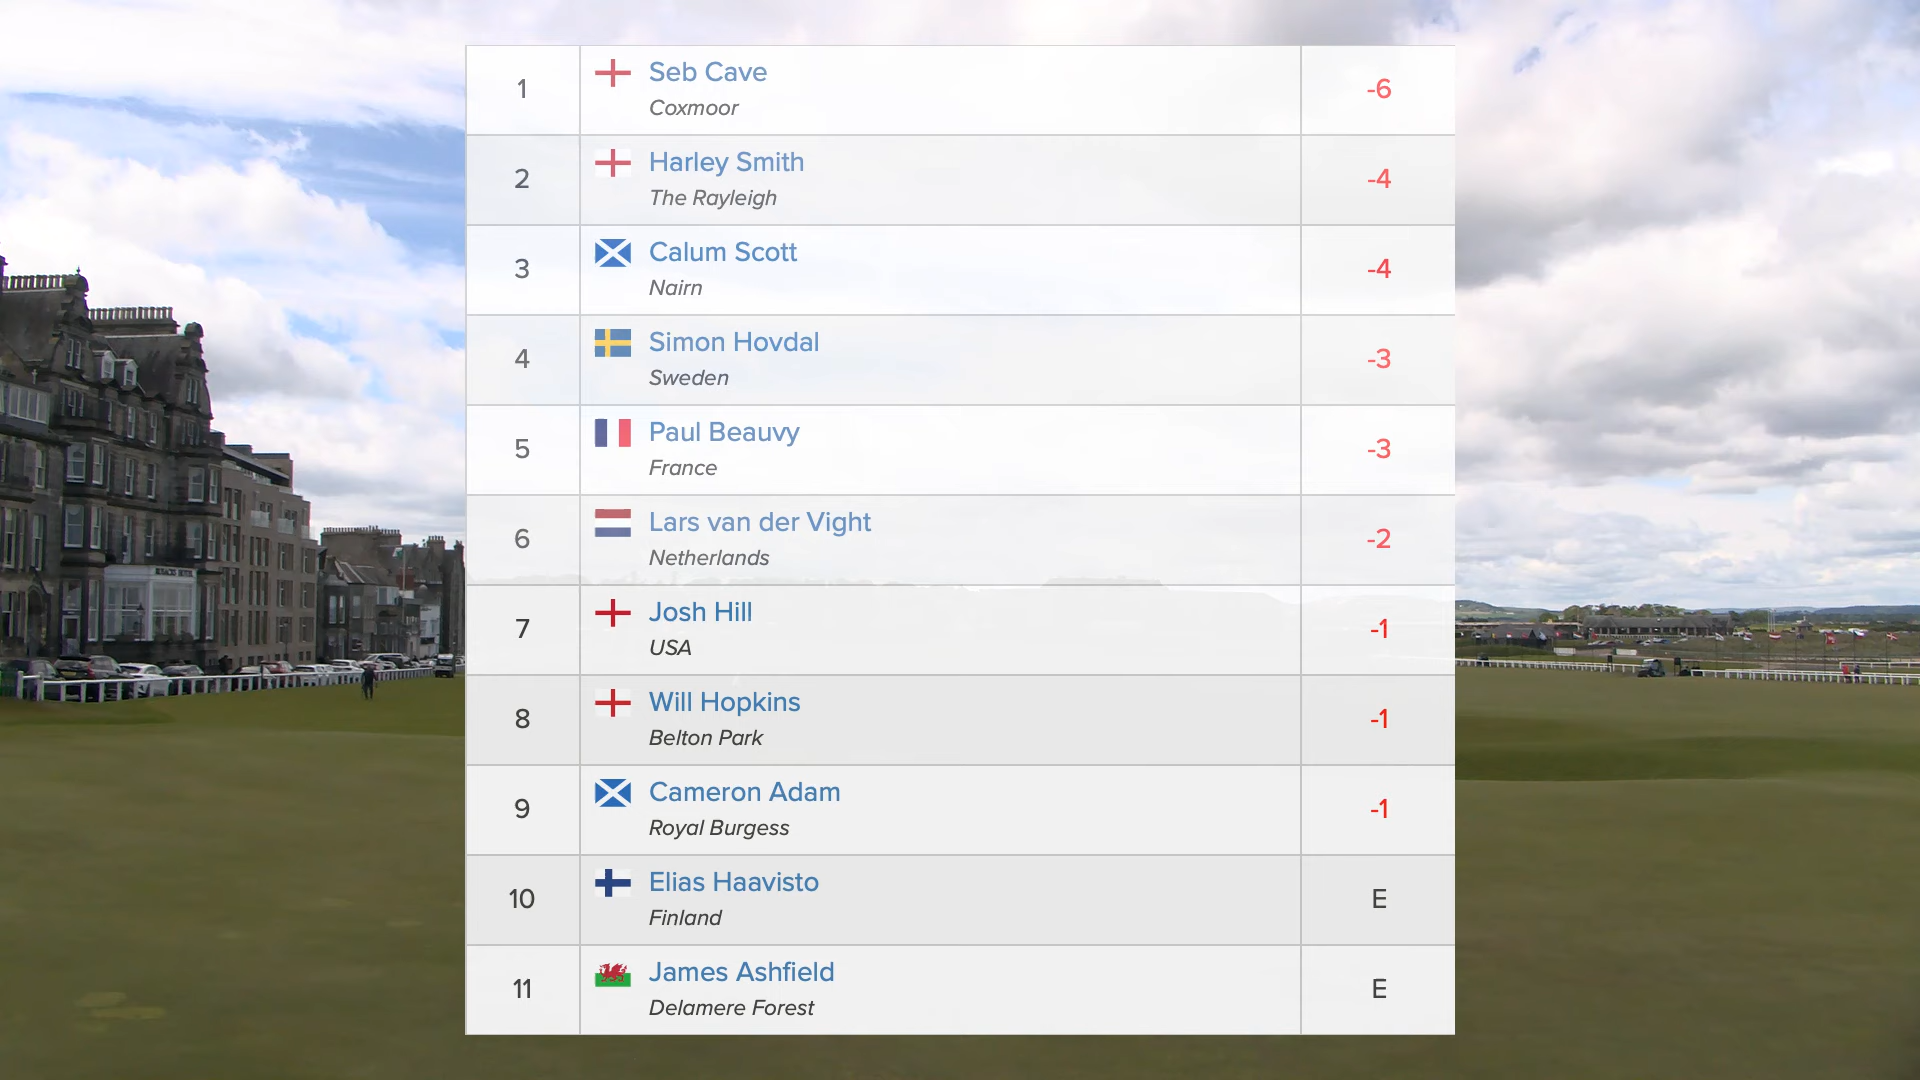 1
Seb Cave
Coxmoor
-6
2
Harley Smith
The Rayleigh
-4
3
Calum Scott
Nairn
-4
4
Simon Hovdal
Sweden
-3
5
Paul Beauvy
France
-3
6
Lars van der Vight
Netherlands
-2
7
Josh Hill
USA
-1
8
Will Hopkins
Belton Park
-1
9
Cameron Adam
Royal Burgess
-1
10
Elias Haavisto
Finland
E
11
James Ashfield
Delamere Forest
E